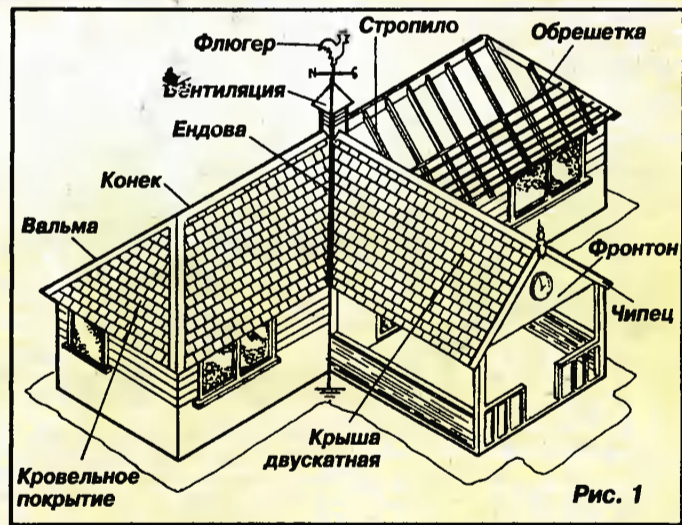 Флюгер
Стропило
Обрешетка
Вентиляция
N
Ендова
Конек
Вальма
Фронтон
Чипец
Крыша
двускатная
Кровельное
покрытие
Рис. 1